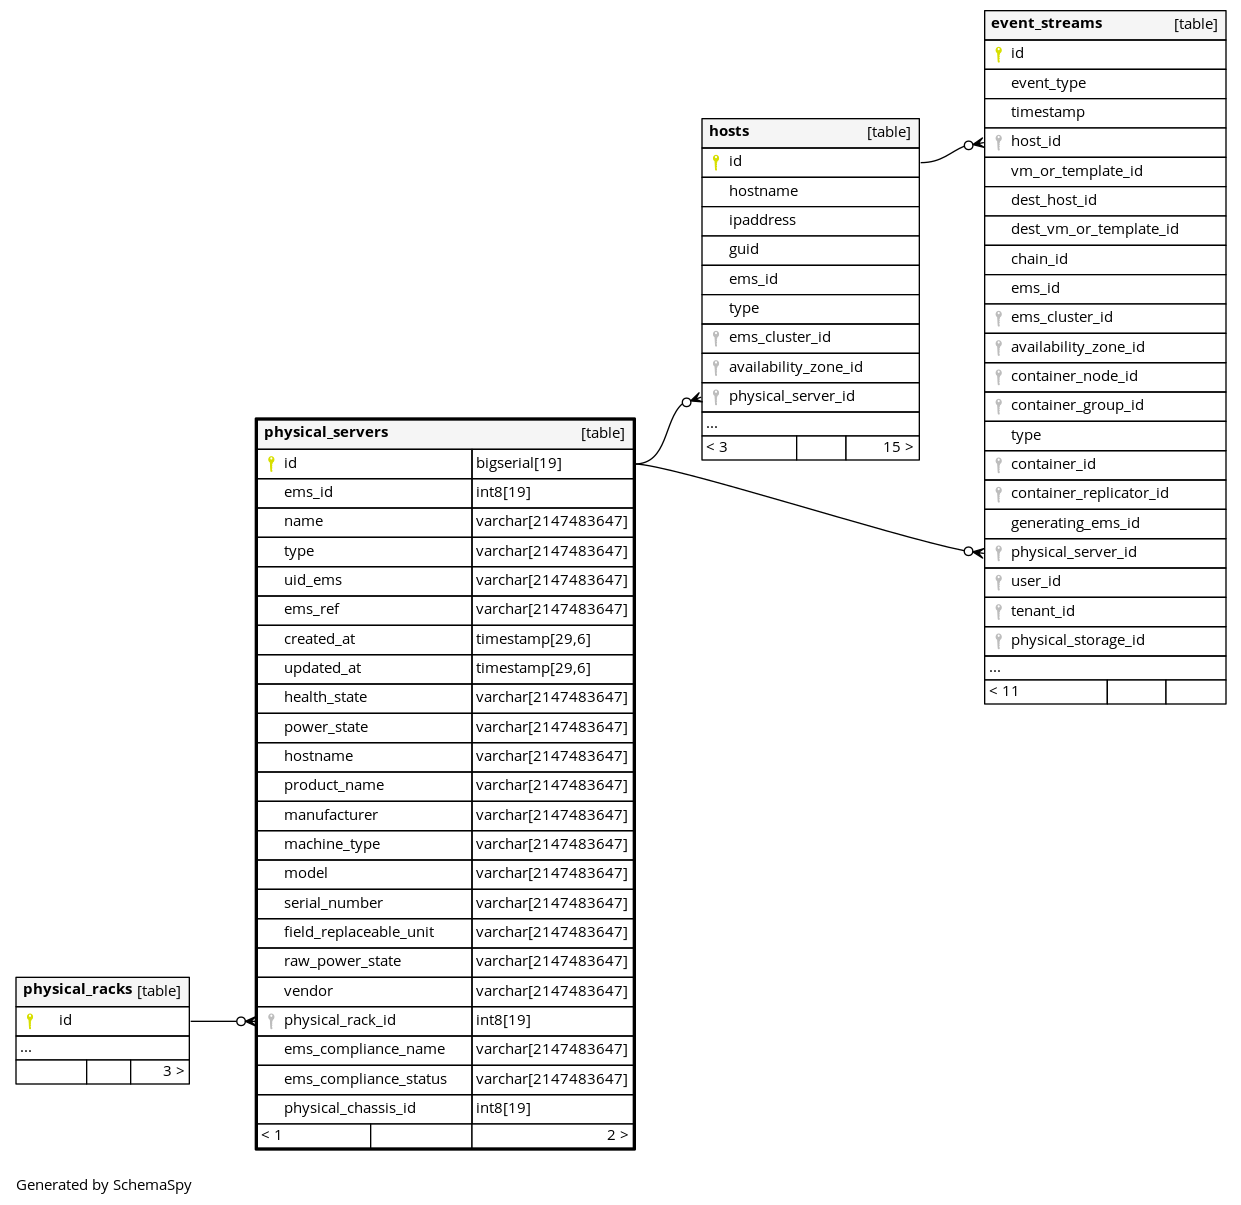 event_streams [table]
id
event_type
timestamp
host_id
vm_or_template_id
dest_host_id
dest_vm_or_template_id
chain_id
ems_id
ems_cluster_id
availability_zone_id
container_node_id
container_group_id
type
container_id
container_replicator_id
generating_ems_id
physical_server_id
user_id
tenant_id
physical_storage_id
...
< 11
hosts [table]
id
hostname
ipaddress
guid
ems_id
type
ems_cluster_id
availability_zone_id
physical_server_id
...
< 3 15 >
physical_servers [table]
id bigserial[19]
ems_id int8[19]
name varchar[2147483647]
type varchar[2147483647]
uid_ems varchar[2147483647]
ems_ref varchar[2147483647]
created_at timestamp[29,6]
updated_at timestamp[29,6]
health_state varchar[2147483647]
power_state varchar[2147483647]
hostname varchar[2147483647]
product_name varchar[2147483647]
manufacturer varchar[2147483647]
machine_type varchar[2147483647]
model varchar[2147483647]
serial_number varchar[2147483647]
field_replaceable_unit varchar[2147483647]
raw_power_state varchar[2147483647]
vendor varchar[2147483647]
physical_rack_id int8[19]
ems_compliance_name varchar[2147483647]
ems_compliance_status varchar[2147483647]
physical_chassis_id int8[19]
< 1 2 >
physical_racks [table]
id
...
3 >
Generated by SchemaSpy